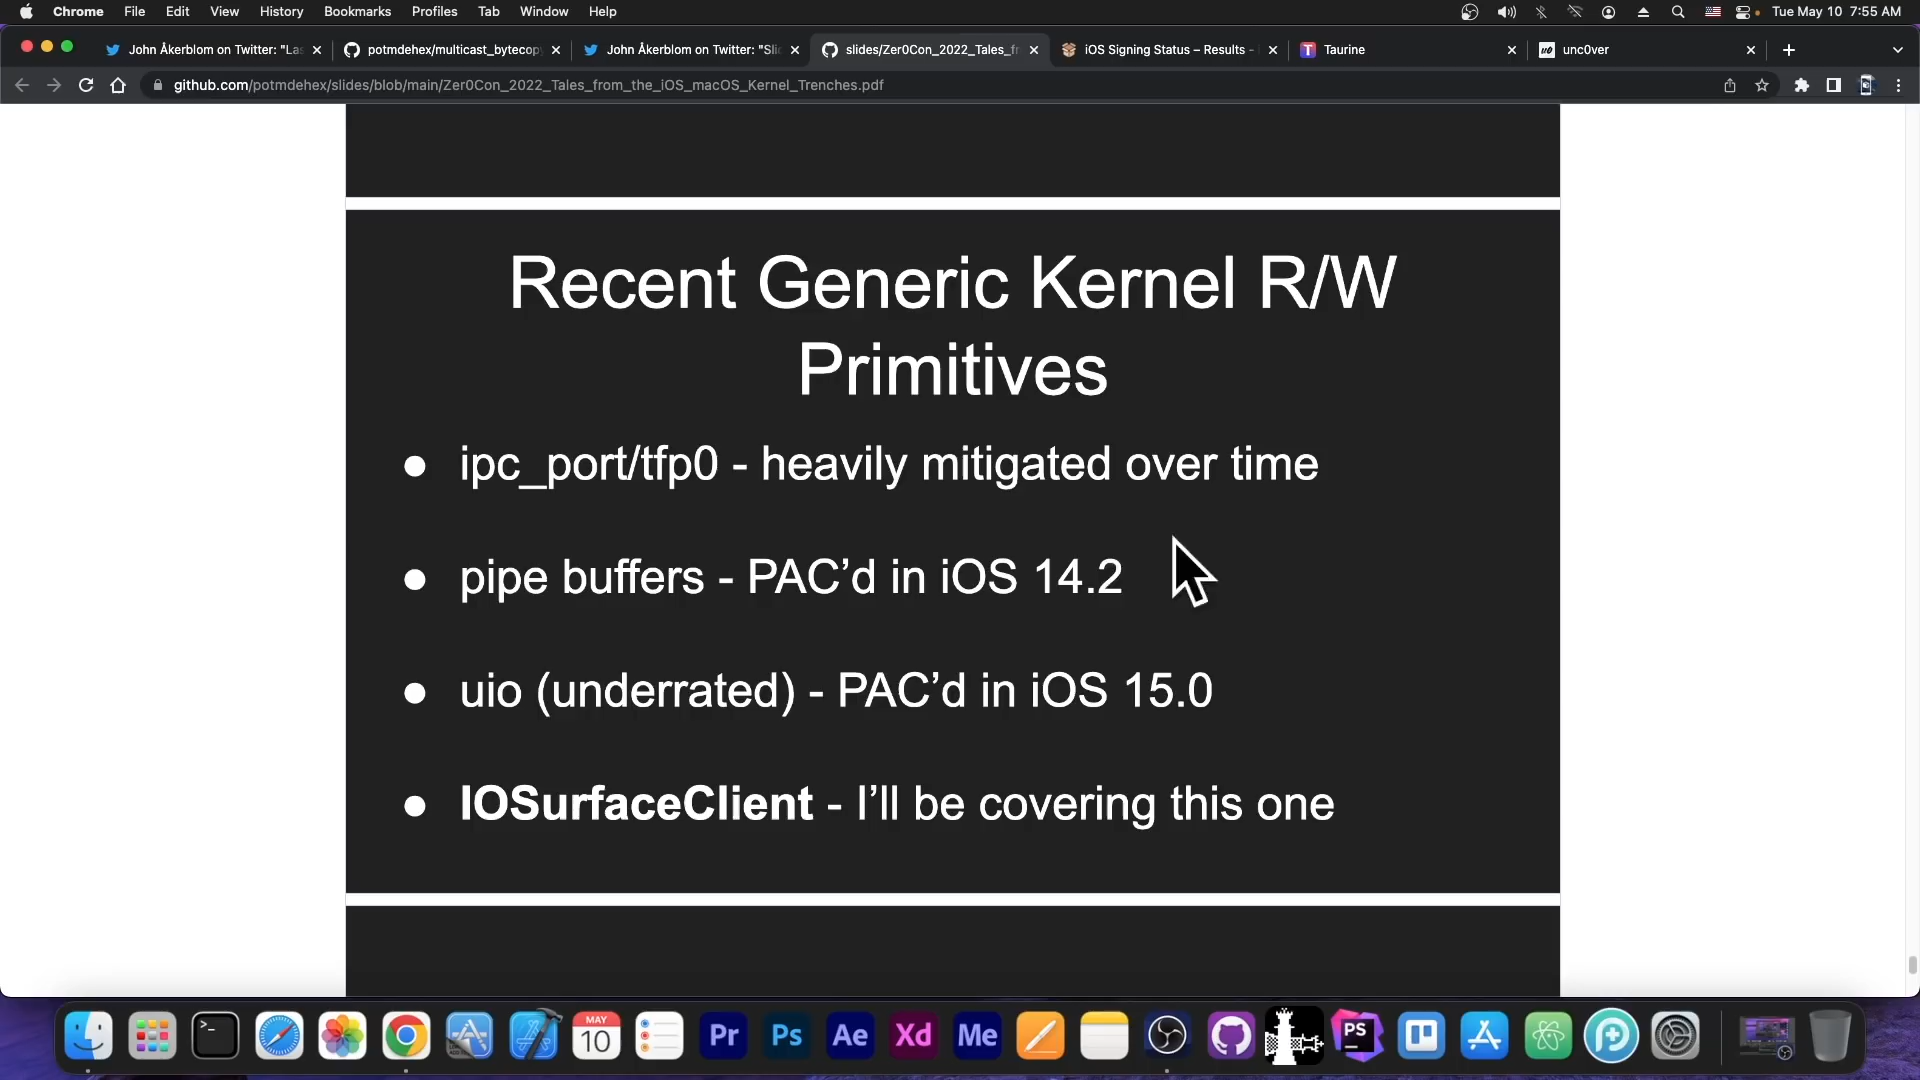 Chrome File Edit View History Bookmarks Profiles Tab Window Help Tue May 10 7:55 AM
John Åkerblom on Twitter: "Las potmdehex/multicast_bytecopy John Åkerblom on Twitter: "Slid slides/Zer0Con_2022_Tales_fr iOS Signing Status – Results - Taurine unc0ver
github.com/potmdehex/slides/blob/main/Zer0Con_2022_Tales_from_the_iOS_macOS_Kernel_Trenches.pdf
Recent Generic Kernel R/W
Primitives
● ipc_port/tfp0 - heavily mitigated over time
● pipe buffers - PAC’d in iOS 14.2
● uio (underrated) - PAC’d in iOS 15.0
● IOSurfaceClient - I’ll be covering this one
MAY
10
Pr Ps Ae Xd Me PS